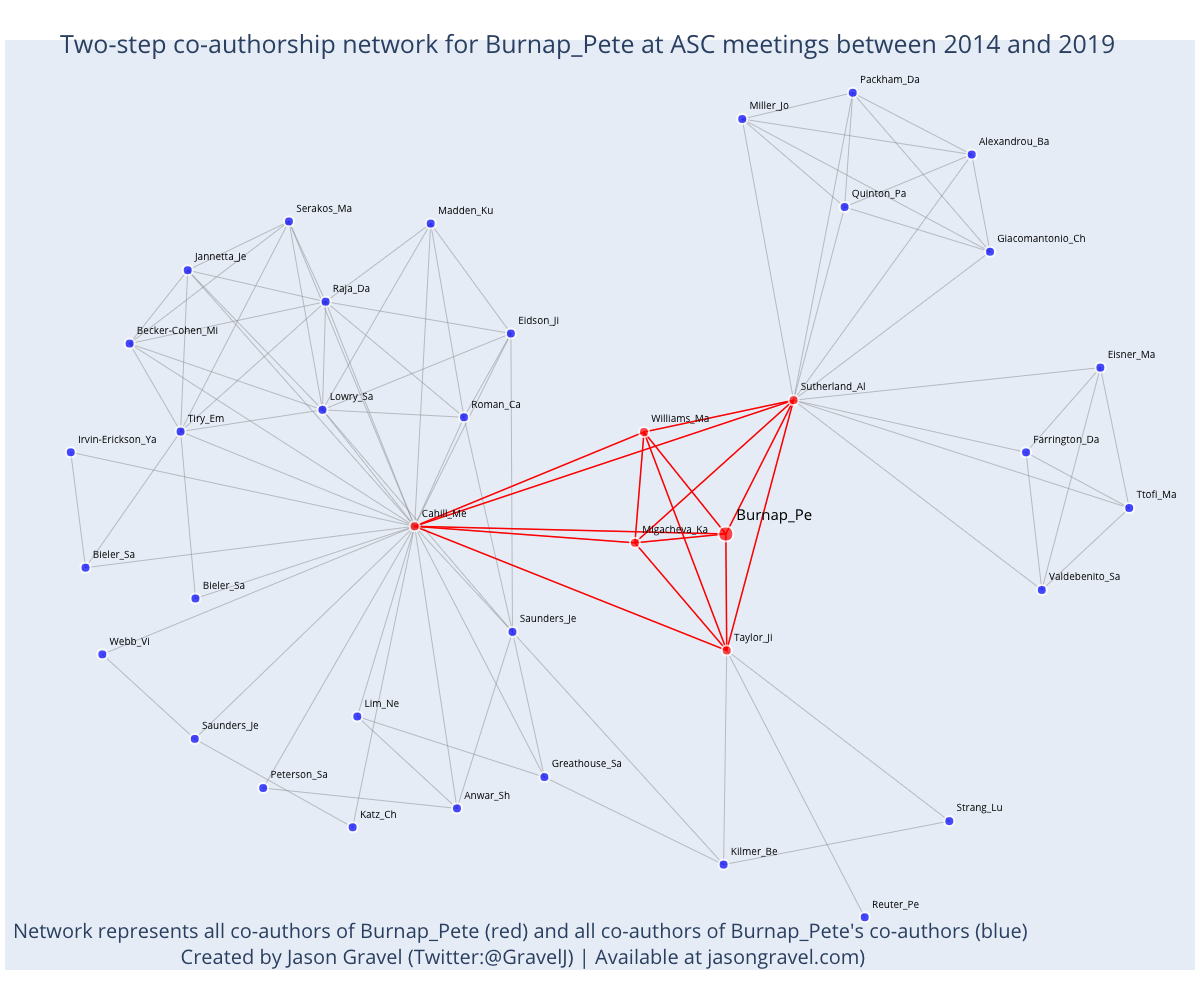 Two-step co-authorship network for Burnap_Pete at ASC meetings between 2014 and 2019
Packham_Da
Miller_Jo
Alexandrou_Ba
Quinton_Pa
Serakos_Ma
Madden_Ku
Giacomantonio_Ch
Jannetta_Je
Raja_Da
Eidson_Ji
Becker-Cohen_Mi
Eisner_Ma
Sutherland_Al
Lowry_Sa
Roman_Ca
Tiry_Em
Williams_Ma
Irvin-Erickson_Ya
Farrington_Da
Ttofi_Ma
Cahill_Me
Burnap_Pe
Migacheva_Ka
Bieler_Sa
Valdebenito_Sa
Bieler_Sa
Saunders_Je
Taylor_Ji
Webb_Vi
Lim_Ne
Saunders_Je
Greathouse_Sa
Peterson_Sa
Anwar_Sh
Strang_Lu
Katz_Ch
Kilmer_Be
Reuter_Pe
Network represents all co-authors of Burnap_Pete (red) and all co-authors of Burnap_Pete's co-authors (blue)
Created by Jason Gravel (Twitter:@GravelJ) | Available at jasongravel.com)